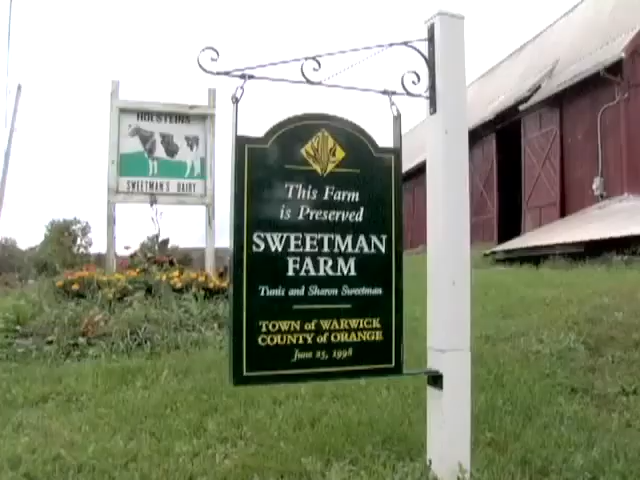 HOLSTEINS
SWEETMAN'S DAIRY
This Farm
is Preserved
SWEETMAN
FARM
Tunis and Sharon Sweetman
TOWN of WARWICK
COUNTY of ORANGE
June 25, 1998